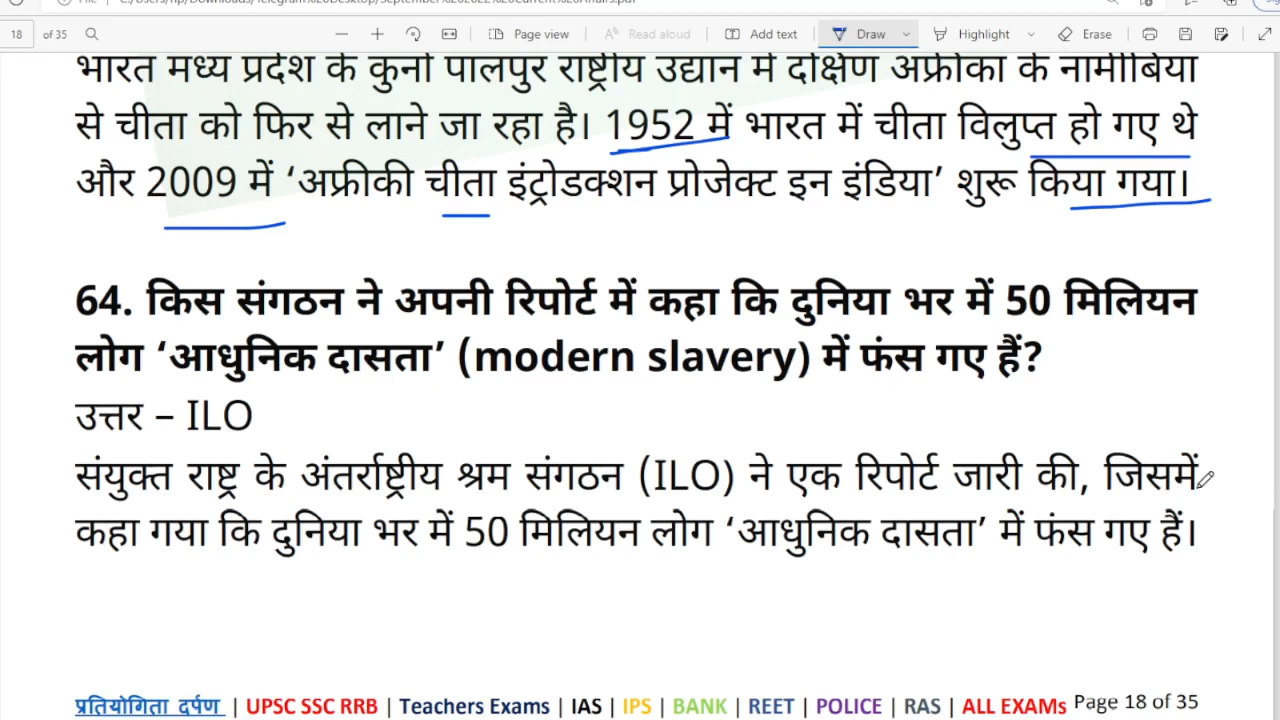 18 of 35 Page view Read aloud Add text Draw Highlight Erase
भारत मध्य प्रदेश के कुनो पालपुर राष्ट्रीय उद्यान में दक्षिण अफ्रीका के नामीबिया
से चीता को फिर से लाने जा रहा है। 1952 में भारत में चीता विलुप्त हो गए थे
और 2009 में ‘अफ्रीकी चीता इंट्रोडक्शन प्रोजेक्ट इन इंडिया’ शुरू किया गया।
64. किस संगठन ने अपनी रिपोर्ट में कहा कि दुनिया भर में 50 मिलियन
लोग ‘आधुनिक दासता’ (modern slavery) में फंस गए हैं?
उत्तर – ILO
संयुक्त राष्ट्र के अंतर्राष्ट्रीय श्रम संगठन (ILO) ने एक रिपोर्ट जारी की, जिसमें
कहा गया कि दुनिया भर में 50 मिलियन लोग ‘आधुनिक दासता’ में फंस गए हैं।
प्रतियोगिता दर्पण | UPSC SSC RRB | Teachers Exams | IAS | IPS | BANK | REET | POLICE | RAS | ALL EXAMs Page 18 of 35